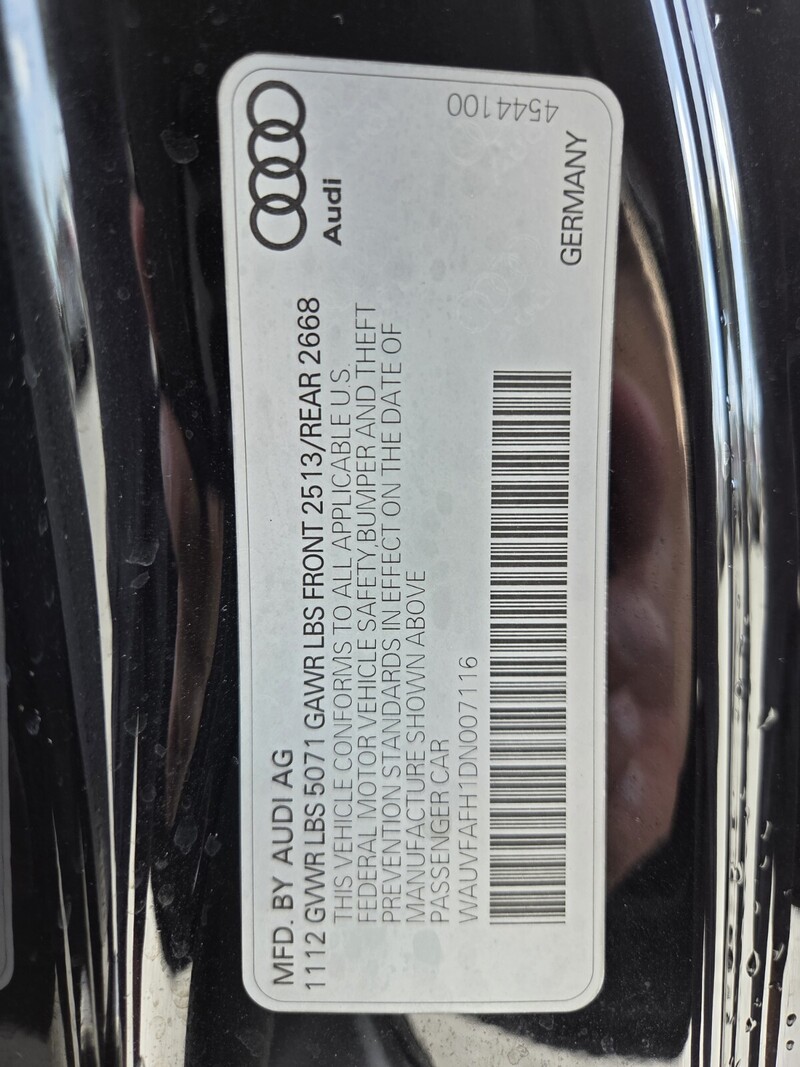 MFD. BY AUDI AG
1112 GVWR LBS 5071 GAWR LBS FRONT 2513/REAR 2668
THIS VEHICLE CONFORMS TO ALL APPLICABLE U.S.
FEDERAL MOTOR VEHICLE SAFETY BUMPER AND THEFT
PREVENTION STANDARDS IN EFFECT ON THE DATE OF
MANUFACTURE SHOWN ABOVE
PASSENGER CAR
WAUVFAFH1DN007116
Audi
GERMANY
4544100